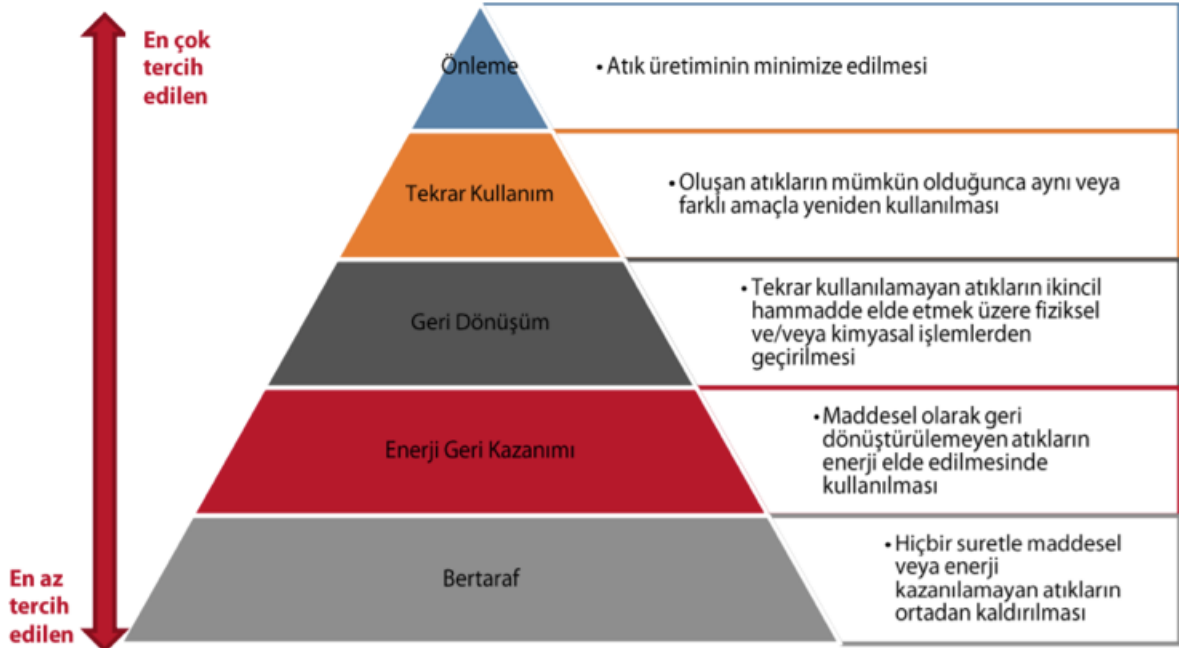 En çok
tercih
edilen
Önleme
• Atık üretiminin minimize edilmesi
Tekrar Kullanım
• Oluşan atıkların mümkün olduğunca aynı veya
farklı amaçla yeniden kullanılması
Geri Dönüşüm
• Tekrar kullanılamayan atıkların ikincil
hammadde elde etmek üzere fiziksel
ve/veya kimyasal işlemlerden
geçirilmesi
Enerji Geri Kazanımı
• Maddesel olarak geri
dönüştürülemeyen atıkların
enerji elde edilmesinde
kullanılması
Bertaraf
• Hiçbir suretle maddesel
veya enerji
kazanılamayan atıkların
ortadan kaldırılması
En az
tercih
edilen